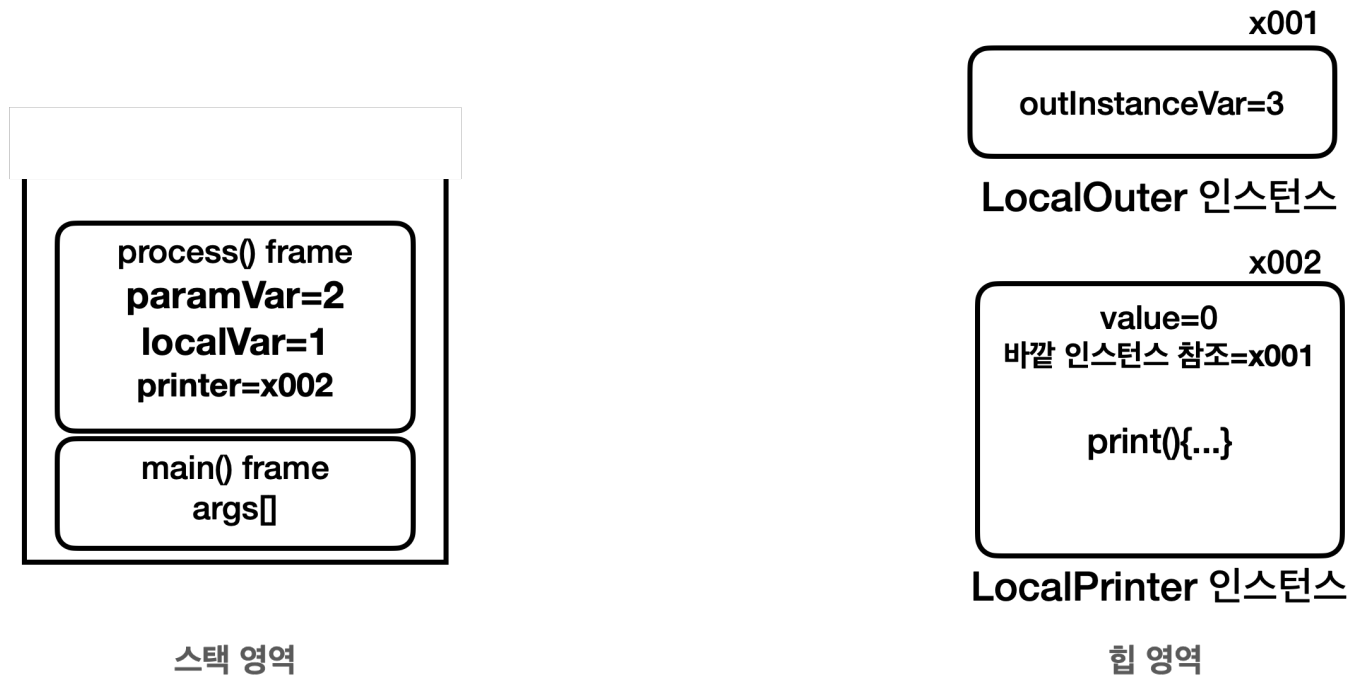 process() frame
paramVar=2
localVar=1
printer=x002
main() frame
args[]
스택 영역
x001
outInstanceVar=3
LocalOuter 인스턴스
x002
value=0
바깥 인스턴스 참조=x001
print(){...}
LocalPrinter 인스턴스
힙 영역